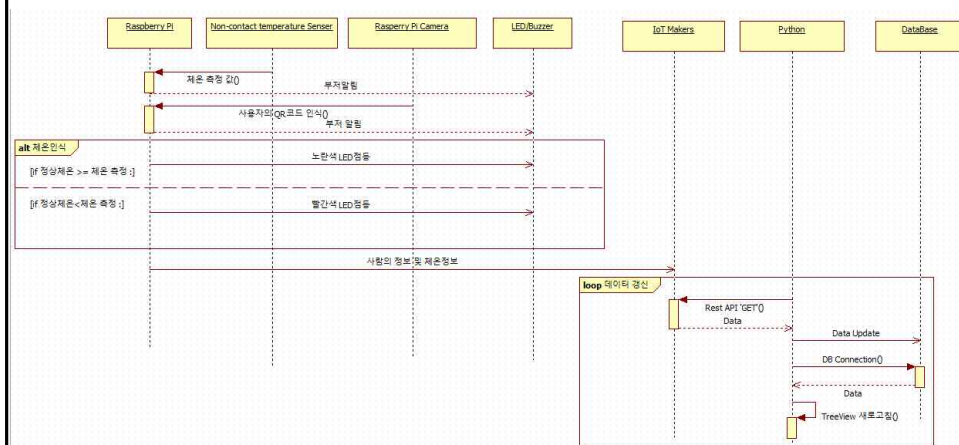 Raspberry Pi
Non-contact temperature Senser
Rasperry Pi Camera
LED/Buzzer
IoT Makers
Python
DataBase
체온 측정 값()
부저알림
사용자의 QR코드 인식()
부저 알림
alt 체온인식
노란색 LED점등
[if 정상체온 >= 체온 측정 :]
[if 정상체온<체온 측정 :]
빨간색 LED점등
사람의 정보 및 체온정보
loop 데이터 갱신
Rest API 'GET'()
Data
Data Update
DB Connection()
Data
TreeView 새로고침()